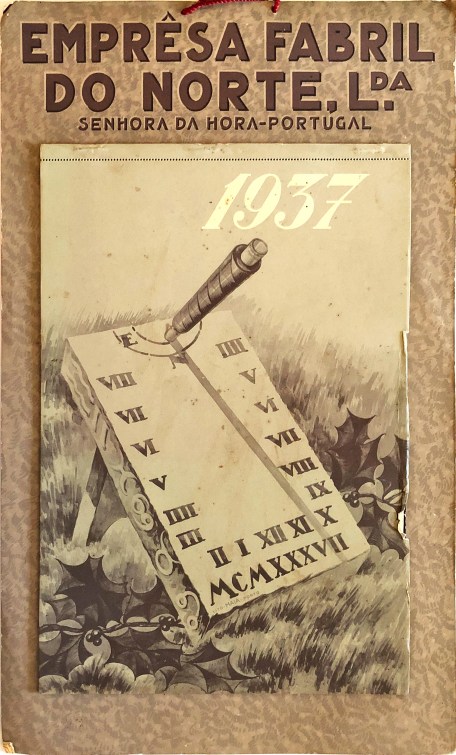 EMPRÊSA FABRIL
DO NORTE, L.DA
SENHORA DA HORA-PORTUGAL
1937
E
VIII
VII
VI
V
IIII
III
II I XII XI X
IX
VIII
VII
VI
V
IIII
MCMXXXVII